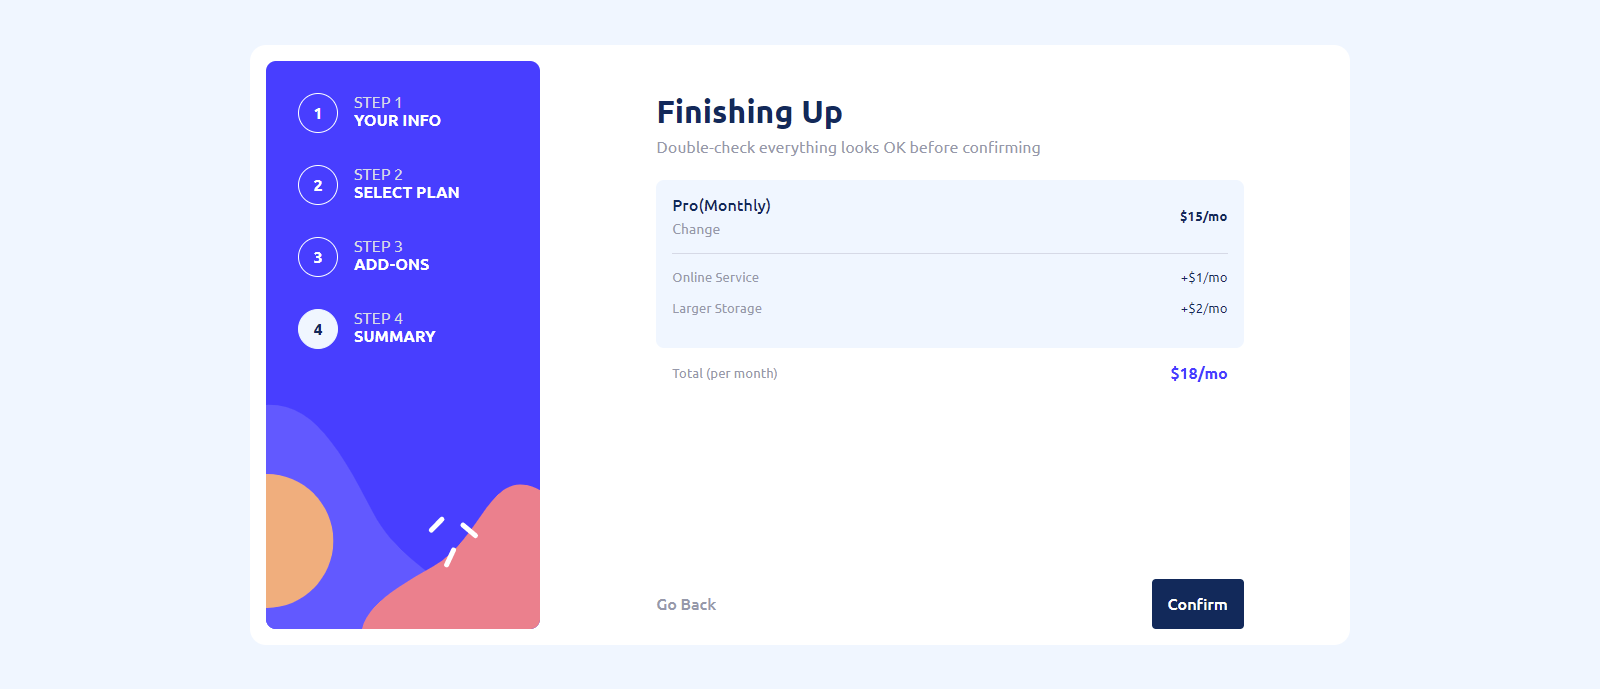 1
STEP 1
YOUR INFO
2
STEP 2
SELECT PLAN
3
STEP 3
ADD-ONS
4
STEP 4
SUMMARY
Finishing Up
Double-check everything looks OK before confirming
Pro(Monthly)
Change
$15/mo
Online Service +$1/mo
Larger Storage +$2/mo
Total (per month) $18/mo
Go Back
Confirm